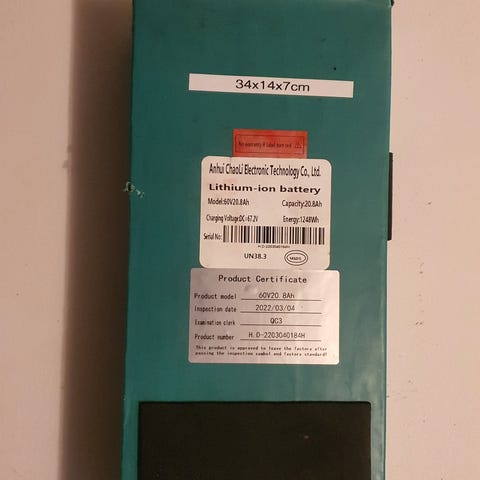 34x14x7cm
No warranty if label torn out
Anhui ChaoLi Electronic Technology Co., Ltd.
Lithium-ion battery
Model:60V20.8Ah Capacity:20.8Ah
Charging Voltage:DC⎓67.2V Energy:1248Wh
Serial No:
H.D-2203040184H
UN38.3 MSDS
Product Certificate
Product model 60V20.8Ah
Inspection date 2022/03/04
Examination clerk QC3
Product number H.D-2203040184H
This product is approved to leave the factory after
passing the inspection symbol and factory standard!